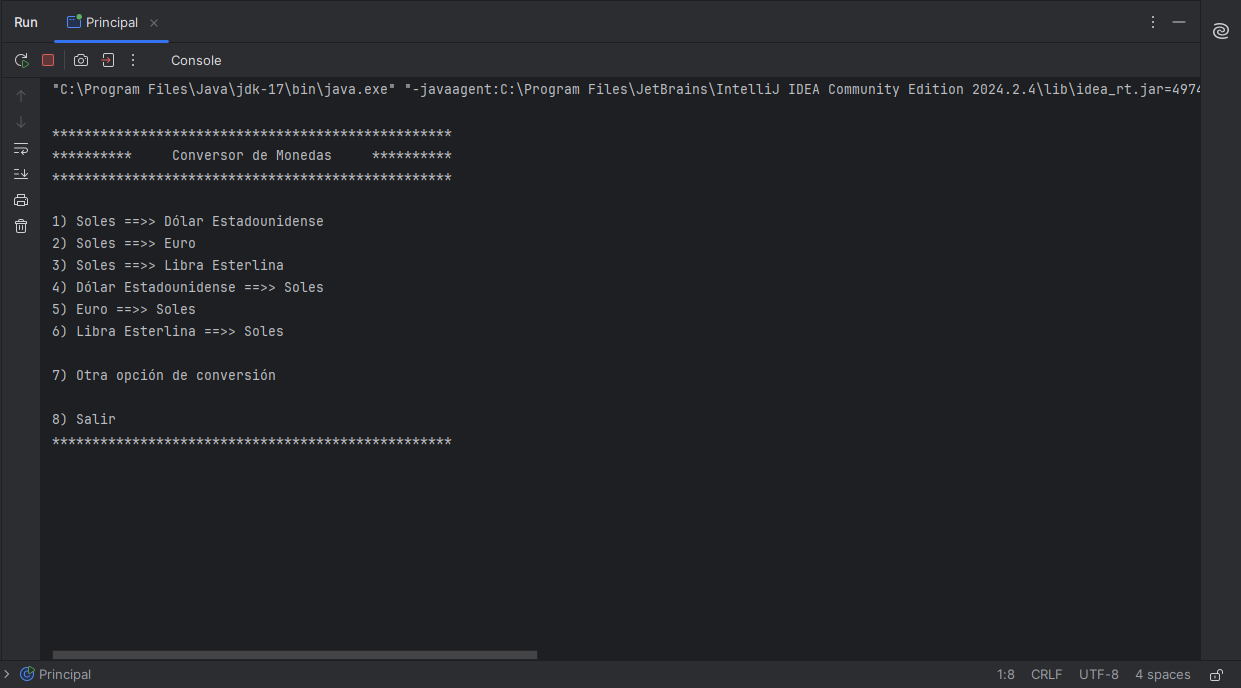 Run Principal
Console
"C:\Program Files\Java\jdk-17\bin\java.exe" "-javaagent:C:\Program Files\JetBrains\IntelliJ IDEA Community Edition 2024.2.4\lib\idea_rt.jar=4974
**************************************************
********** Conversor de Monedas **********
**************************************************
1) Soles ==>> Dólar Estadounidense
2) Soles ==>> Euro
3) Soles ==>> Libra Esterlina
4) Dólar Estadounidense ==>> Soles
5) Euro ==>> Soles
6) Libra Esterlina ==>> Soles
7) Otra opción de conversión
8) Salir
**************************************************
Principal 1:8 CRLF UTF-8 4 spaces